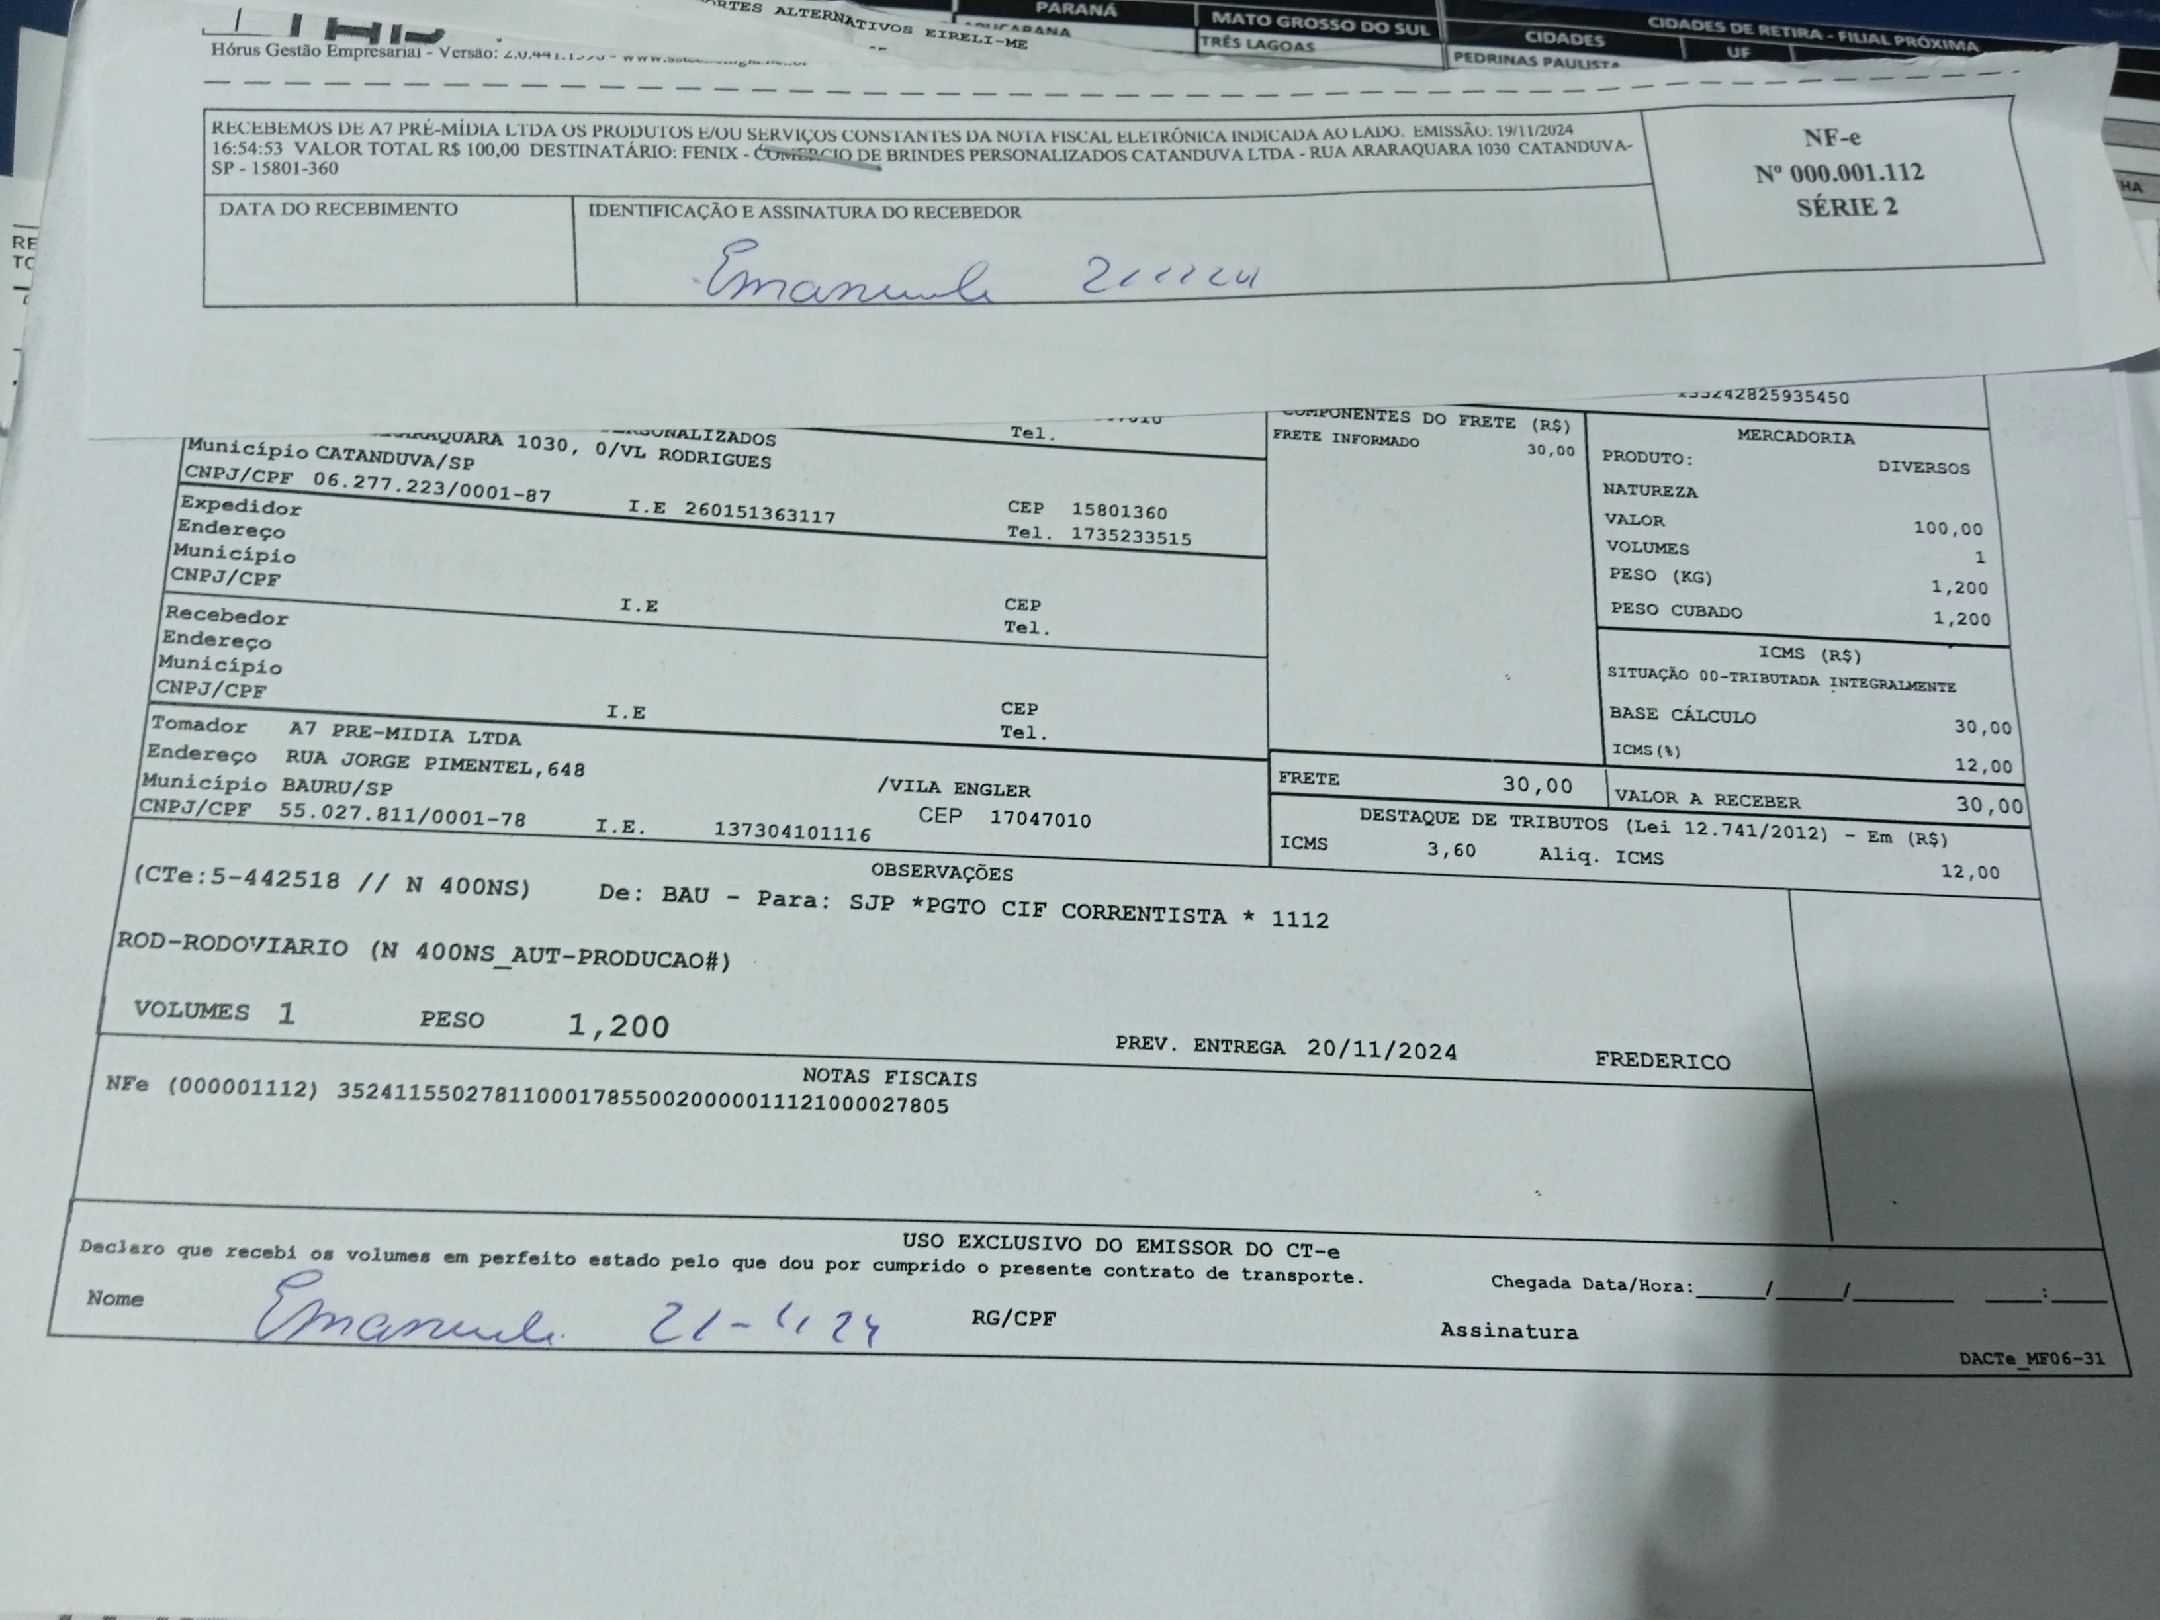 PARANÁ
MATO GROSSO DO SUL
TRÊS LAGOAS
CIDADES DE RETIRA - FILIAL PRÓXIMA
CIDADES
UF
PEDRINAS PAULISTA
ALTERNATIVOS EIRELI-ME
Hórus Gestão Empresarial - Versão:
RECEBEMOS DE A7 PRÉ-MÍDIA LTDA OS PRODUTOS E/OU SERVIÇOS CONSTANTES DA NOTA FISCAL ELETRÔNICA INDICADA AO LADO. EMISSÃO: 19/11/2024
16:54:53 VALOR TOTAL R$ 100,00 DESTINATÁRIO: FENIX - COMERCIO DE BRINDES PERSONALIZADOS CATANDUVA LTDA - RUA ARARAQUARA 1030 CATANDUVA-
SP - 15801-360
NF-e
Nº 000.001.112
SÉRIE 2
DATA DO RECEBIMENTO
IDENTIFICAÇÃO E ASSINATURA DO RECEBEDOR
Emanuele
COMPONENTES DO FRETE (R$)
FRETE INFORMADO 30,00
MERCADORIA
PRODUTO: DIVERSOS
NATUREZA
VALOR 100,00
VOLUMES 1
PESO (KG) 1,200
PESO CUBADO 1,200
ICMS (R$)
SITUAÇÃO 00-TRIBUTADA INTEGRALMENTE
BASE CÁLCULO 30,00
ICMS(%) 12,00
PERSONALIZADOS Tel.
ARARAQUARA 1030, 0/VL RODRIGUES
Município CATANDUVA/SP CEP 15801360
CNPJ/CPF 06.277.223/0001-87 I.E 260151363117 Tel. 1735233515
Expedidor
Endereço
Município CEP
CNPJ/CPF I.E Tel.
Recebedor
Endereço
Município CEP
CNPJ/CPF I.E Tel.
Tomador A7 PRE-MIDIA LTDA
Endereço RUA JORGE PIMENTEL,648 /VILA ENGLER
Município BAURU/SP CEP 17047010
CNPJ/CPF 55.027.811/0001-78 I.E. 137304101116
FRETE 30,00 VALOR A RECEBER 30,00
DESTAQUE DE TRIBUTOS (Lei 12.741/2012) - Em (R$)
ICMS 3,60 Aliq. ICMS 12,00
OBSERVAÇÕES
(CTe:5-442518 // N 400NS) De: BAU - Para: SJP *PGTO CIF CORRENTISTA * 1112
ROD-RODOVIARIO (N 400NS_AUT-PRODUCAO#)
VOLUMES 1 PESO 1,200 PREV. ENTREGA 20/11/2024 FREDERICO
NOTAS FISCAIS
NFe (000001112) 35241155027811000178550020000011121000027805
USO EXCLUSIVO DO EMISSOR DO CT-e
Declaro que recebi os volumes em perfeito estado pelo que dou por cumprido o presente contrato de transporte.
Chegada Data/Hora:_____/_____/_______ ____:____
Nome Emanuele 21-11 24 RG/CPF Assinatura
DACTe_MF06-31